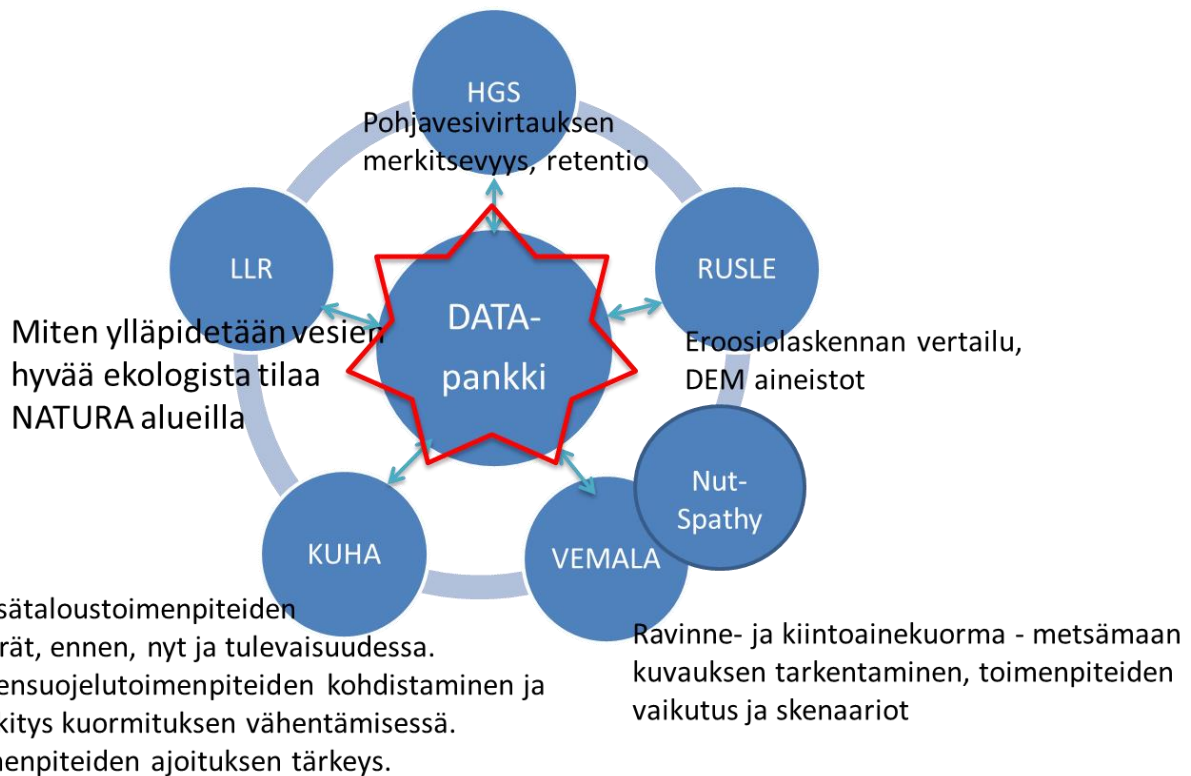 HGS
Pohjavesivirtauksen
merkitsevyys, retentio
LLR
RUSLE
DATA-
pankki
Miten ylläpidetään vesien
hyvää ekologista tilaa
NATURA alueilla
Eroosiolaskennan vertailu,
DEM aineistot
Nut-
Spathy
KUHA
VEMALA
sätaloustoimenpiteiden
rät, ennen, nyt ja tulevaisuudessa.
ensuojelutoimenpiteiden kohdistaminen ja
kitys kuormituksen vähentämisessä.
enpiteiden ajoituksen tärkeys.
Ravinne- ja kiintoainekuorma - metsämaan
kuvauksen tarkentaminen, toimenpiteiden
vaikutus ja skenaariot